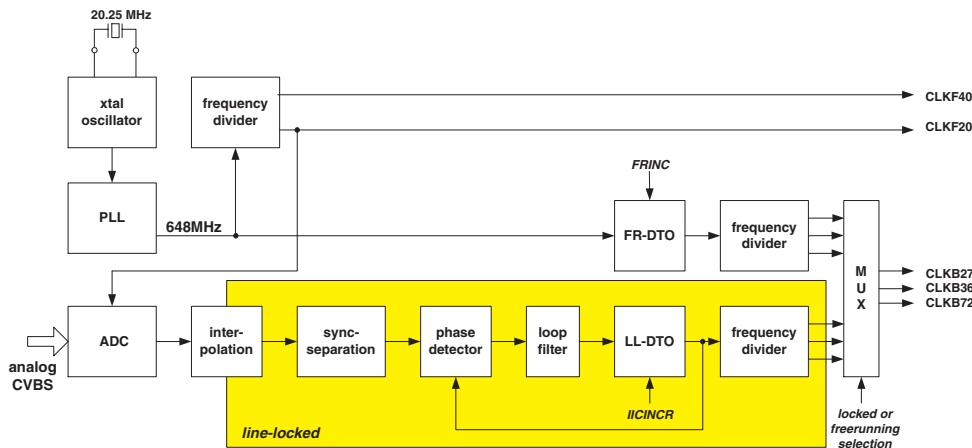 20.25 MHz
xtal
oscillator
frequency
divider
CLKF40
CLKF20
PLL
648MHz
FRINC
FR-DTO
frequency
divider
M
U
X
CLKB27
CLKB36
CLKB72
analog
CVBS
ADC
inter-
polation
sync-
separation
phase
detector
loop
filter
LL-DTO
frequency
divider
IICINCR
line-locked
locked or
freerunning
selection